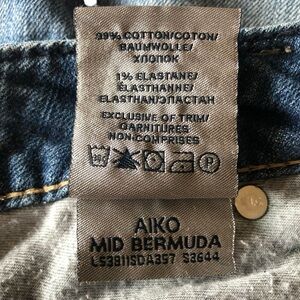 99% COTTON/COTON/
BAUMWOLLE/
ХЛОПОК
1% ELASTANE/
ELASTHANNE/
ELASTHAN/ЭЛАСТАН
EXCLUSIVE OF TRIM/
GARNITURES
NON-COMPRISES
AIKO
MID BERMUDA
LS3811SDA357 S3644